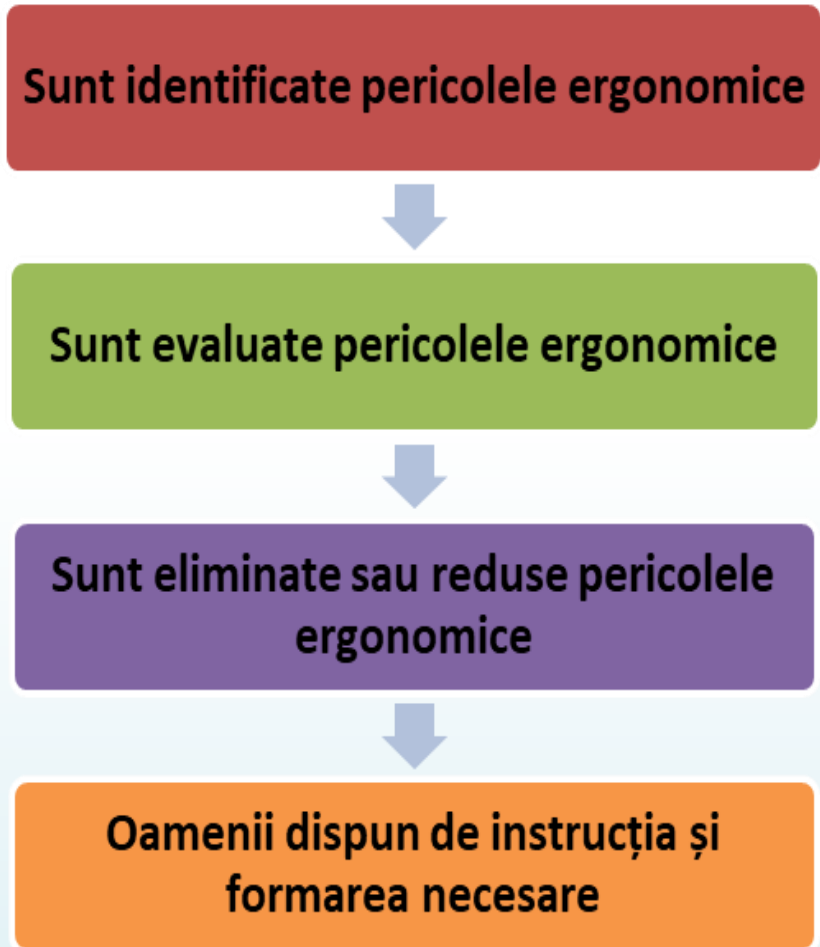 Sunt identificate pericolele ergonomice
Sunt evaluate pericolele ergonomice
Sunt eliminate sau reduse pericolele
ergonomice
Oamenii dispun de instrucția și
formarea necesare